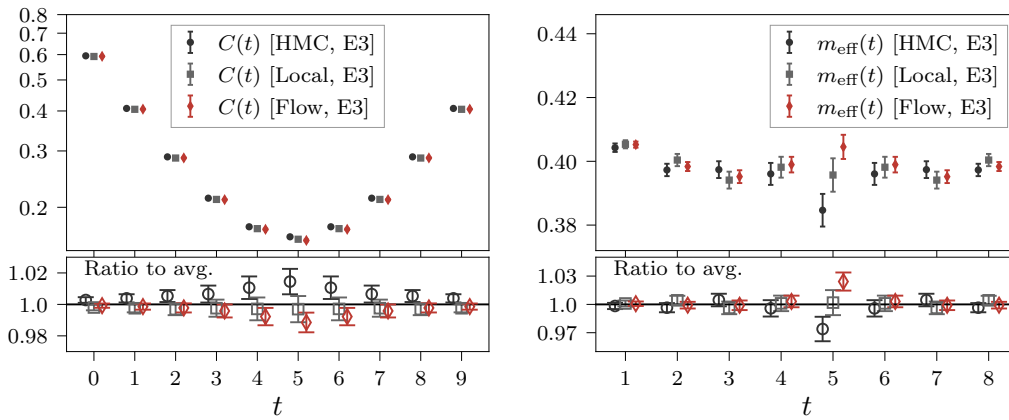 0.8
0.7
0.6
0.5
0.4
0.3
0.2
C(t) [HMC, E3]
C(t) [Local, E3]
C(t) [Flow, E3]
Ratio to avg.
1.02
1.0
0.98
0 1 2 3 4 5 6 7 8 9
t
0.44
0.42
0.40
0.38
m_eff(t) [HMC, E3]
m_eff(t) [Local, E3]
m_eff(t) [Flow, E3]
Ratio to avg.
1.03
1.0
0.97
1 2 3 4 5 6 7 8
t